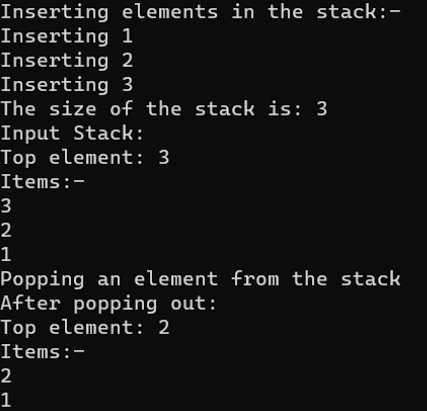 Inserting elements in the stack:-
Inserting 1
Inserting 2
Inserting 3
The size of the stack is: 3
Input Stack:
Top element: 3
Items:-
3
2
1
Popping an element from the stack
After popping out:
Top element: 2
Items:-
2
1